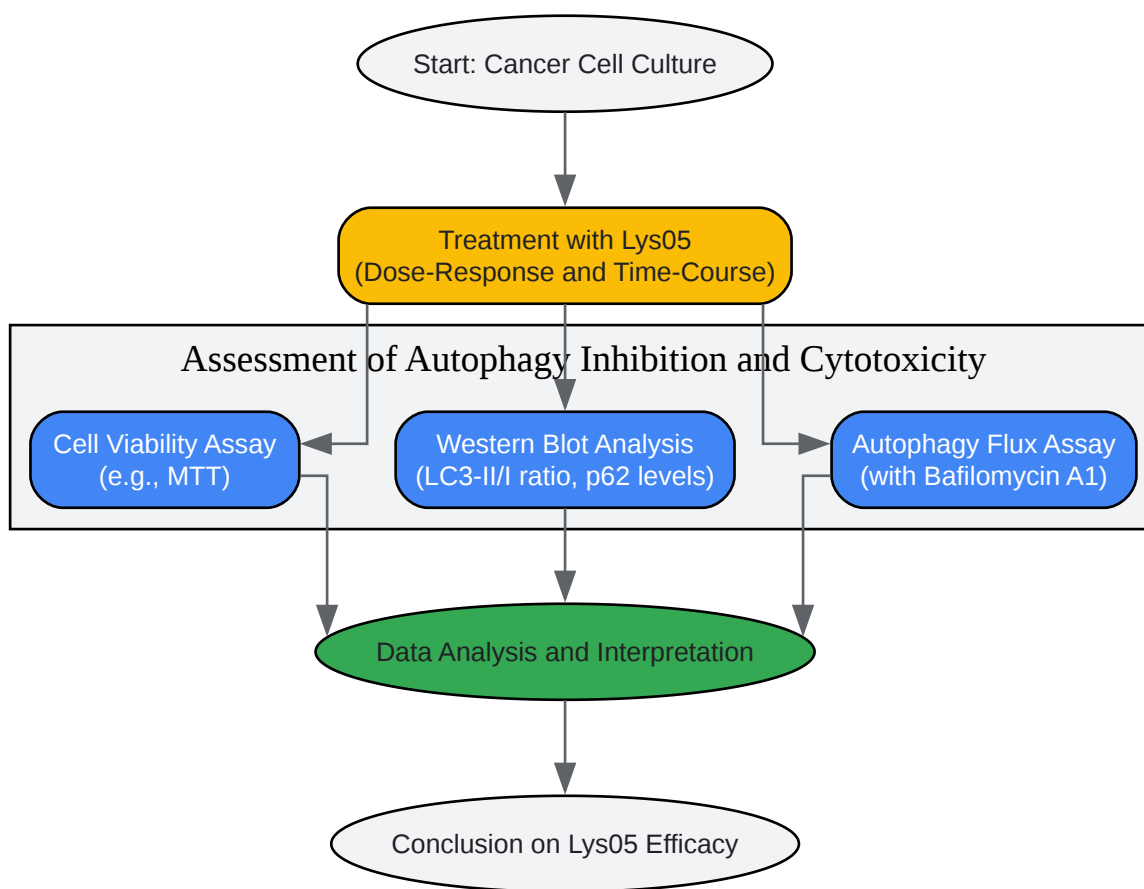 Start: Cancer Cell Culture
Treatment with Lys05
(Dose-Response and Time-Course)
Assessment of Autophagy Inhibition and Cytotoxicity
Cell Viability Assay
(e.g., MTT)
Western Blot Analysis
(LC3-II/I ratio, p62 levels)
Autophagy Flux Assay
(with Bafilomycin A1)
Data Analysis and Interpretation
Conclusion on Lys05 Efficacy